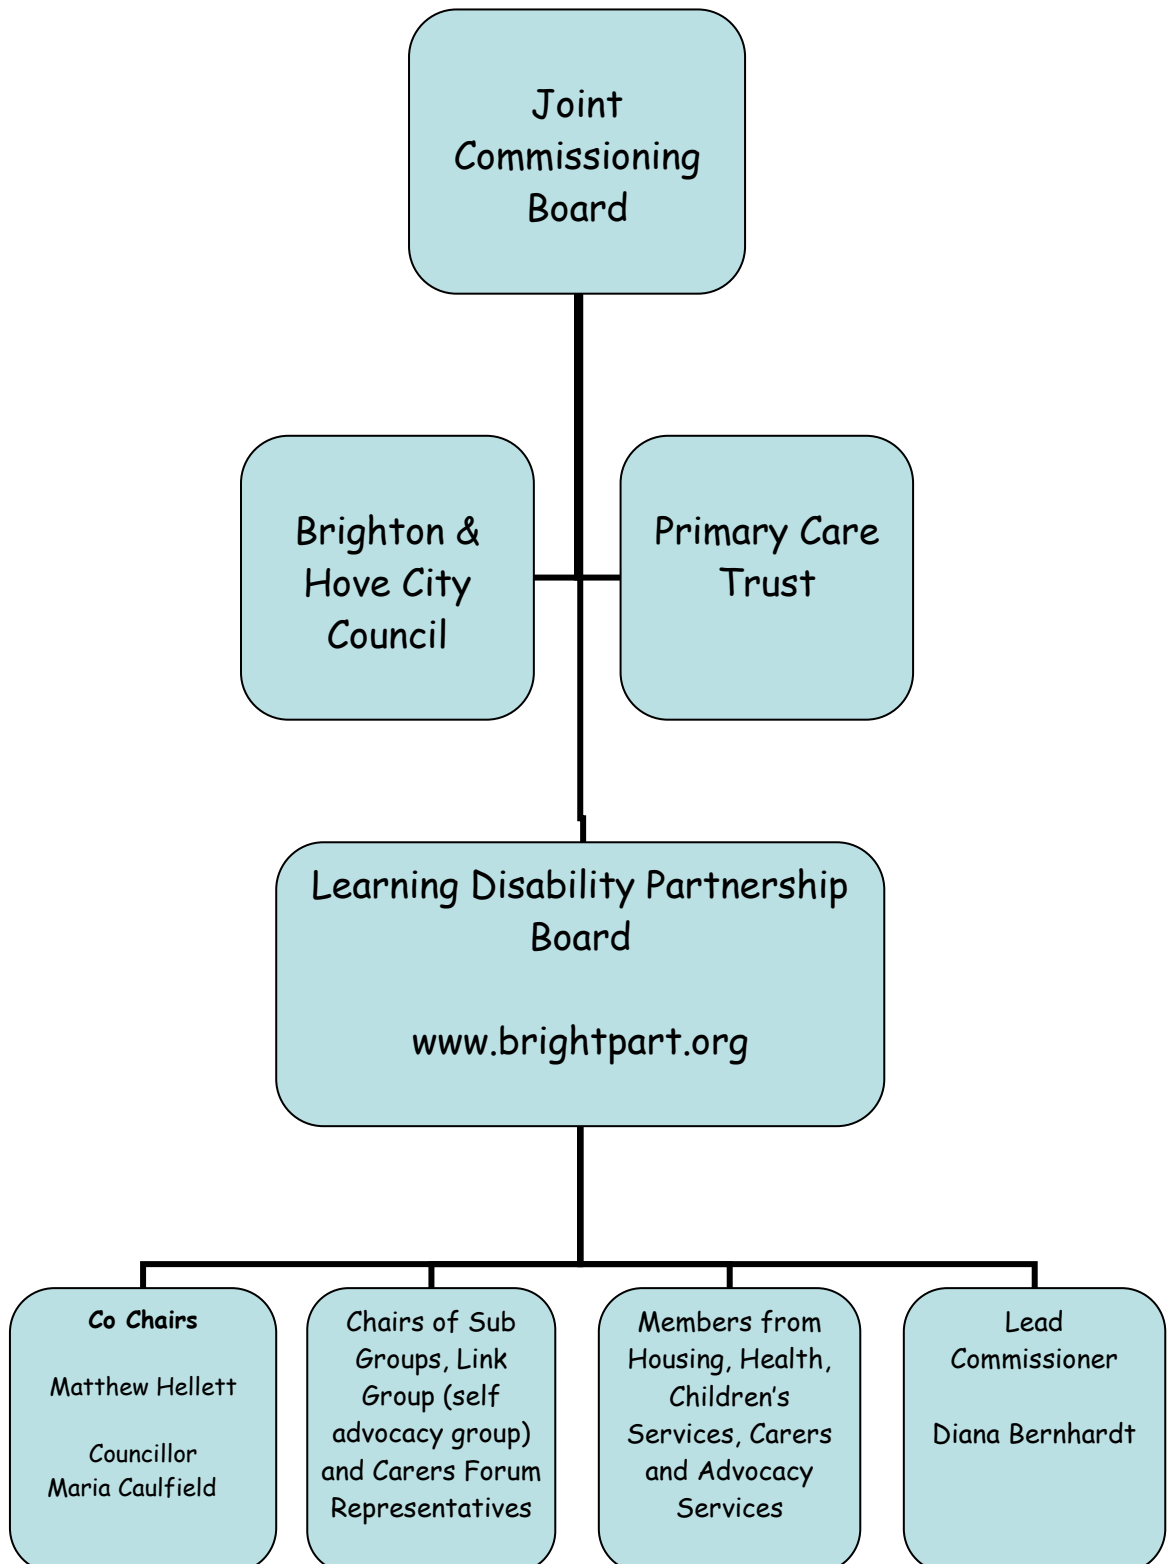 Joint
Commissioning
Board
Brighton &
Hove City
Council
Primary Care
Trust
Learning Disability Partnership
Board
www.brightpart.org
Co Chairs
Matthew Hellett
Councillor
Maria Caulfield
Chairs of Sub
Groups, Link
Group (self
advocacy group)
and Carers Forum
Representatives
Members from
Housing, Health,
Children’s
Services, Carers
and Advocacy
Services
Lead
Commissioner
Diana Bernhardt